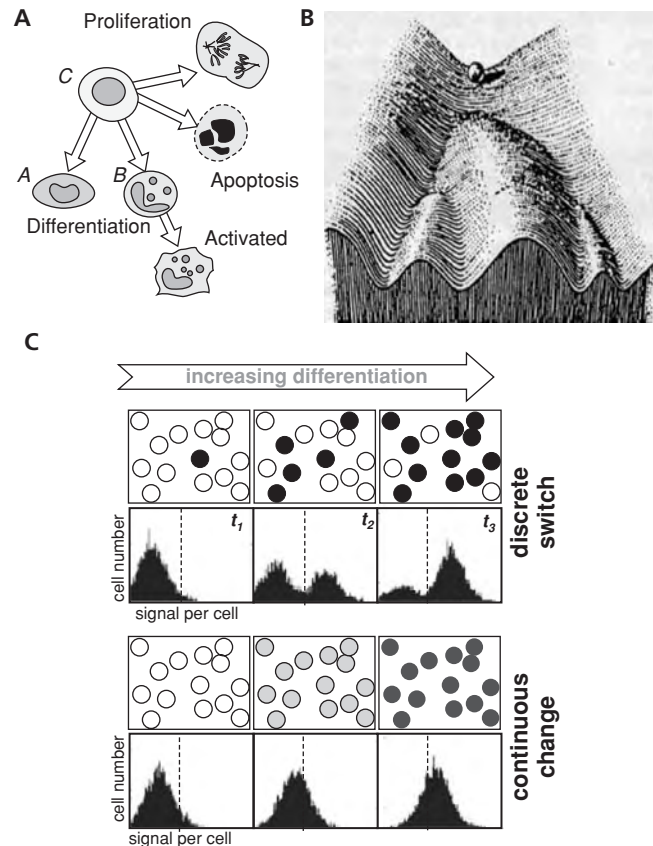 A
Proliferation
C
Apoptosis
A
B
Differentiation
Activated
B
C
increasing differentiation
t1
t2
t3
cell number
signal per cell
discrete
switch
cell number
signal per cell
continuous
change